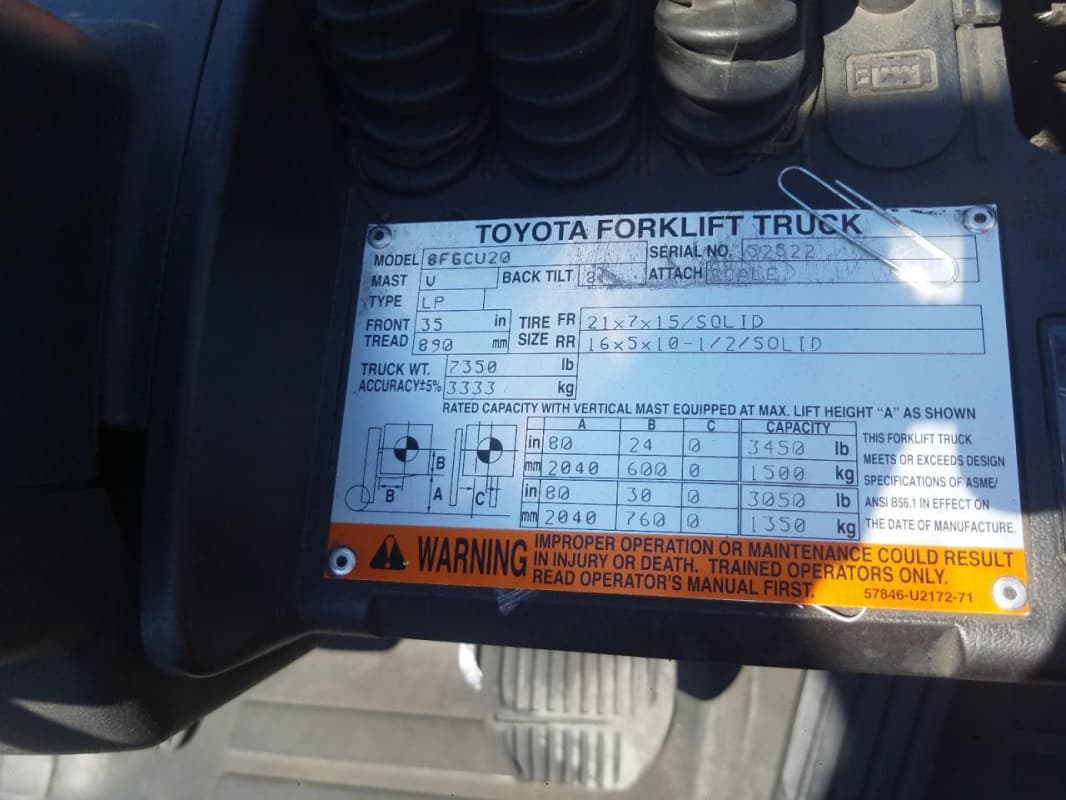 TOYOTA FORKLIFT TRUCK
MODEL 8FGCU20 SERIAL NO. 52522
MAST U BACK TILT 8 ATTACH SCALE
TYPE LP
FRONT TREAD 35 in TIRE SIZE FR 21x7x15/SOLID
890 mm RR 16x5x10-1/2/SOLID
TRUCK WT. 7350 lb
ACCURACY±5% 3333 kg
RATED CAPACITY WITH VERTICAL MAST EQUIPPED AT MAX. LIFT HEIGHT "A" AS SHOWN
A B C CAPACITY
in 80 24 0 3450 lb
mm 2040 600 0 1500 kg
in 80 30 0 3050 lb
mm 2040 760 0 1350 kg
B B A C
THIS FORKLIFT TRUCK
MEETS OR EXCEEDS DESIGN
SPECIFICATIONS OF ASME/
ANSI B56.1 IN EFFECT ON
THE DATE OF MANUFACTURE.
WARNING
IMPROPER OPERATION OR MAINTENANCE COULD RESULT
IN INJURY OR DEATH. TRAINED OPERATORS ONLY.
READ OPERATOR'S MANUAL FIRST.
57846-U2172-71